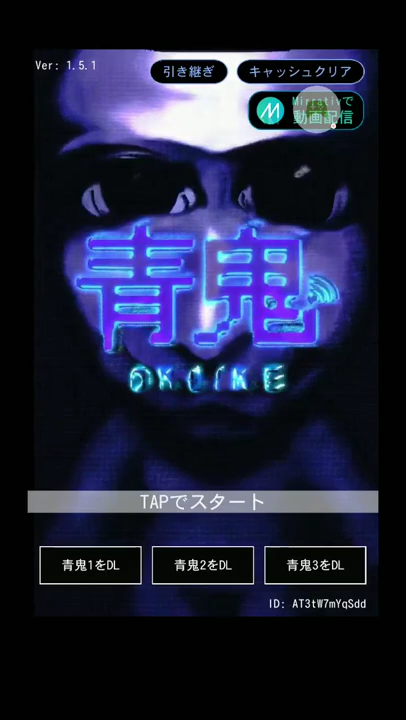 Ver: 1.5.1
引き継ぎ
キャッシュクリア
Mirrativで
動画配信
青鬼
ONLINE
TAPでスタート
青鬼1をDL
青鬼2をDL
青鬼3をDL
ID: AT3tW7mYqSdd